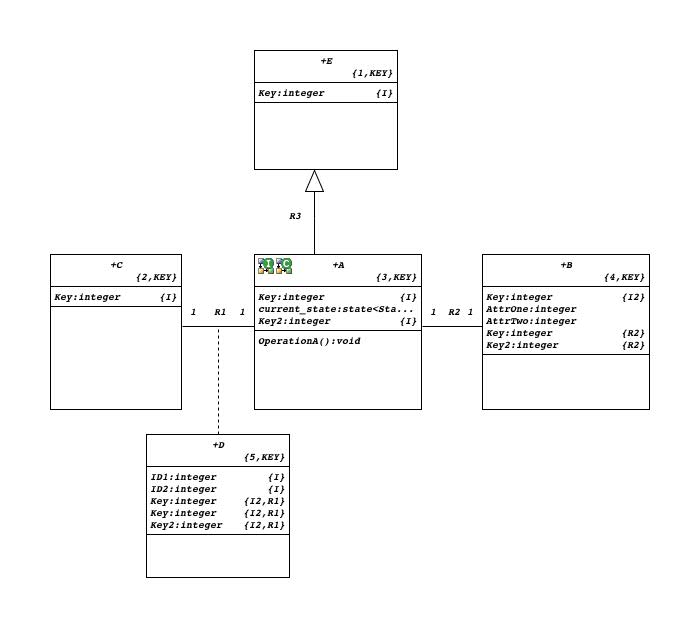 +E
{1,KEY}
Key:integer {I}
R3
+C
{2,KEY}
Key:integer {I}
1 R1 1
I C +A
{3,KEY}
Key:integer {I}
current_state:state<Sta...
Key2:integer {I}
OperationA():void
1 R2 1
+B
{4,KEY}
Key:integer {I2}
AttrOne:integer
AttrTwo:integer
Key:integer {R2}
Key2:integer {R2}
+D
{5,KEY}
ID1:integer {I}
ID2:integer {I}
Key:integer {I2,R1}
Key:integer {I2,R1}
Key2:integer {I2,R1}